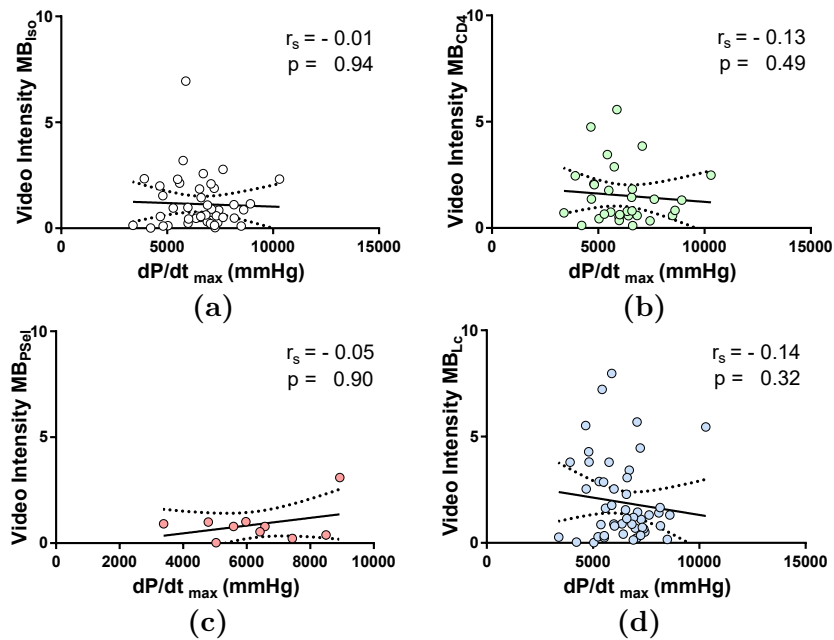 Video Intensity MB_Iso
10
5
0
0 5000 10000 15000
r_s = - 0.01
p = 0.94
dP/dt max (mmHg)
(a)
Video Intensity MB_CD4
10
5
0
5000 10000 15000
r_s = - 0.13
p = 0.49
dP/dt max (mmHg)
(b)
Video Intensity MB_PSel
10
5
0
0 2000 4000 6000 8000 10000
r_s = - 0.05
p = 0.90
dP/dt max (mmHg)
(c)
Video Intensity MB_Lc
10
5
0
0 5000 10000 15000
r_s = - 0.14
p = 0.32
dP/dt max (mmHg)
(d)